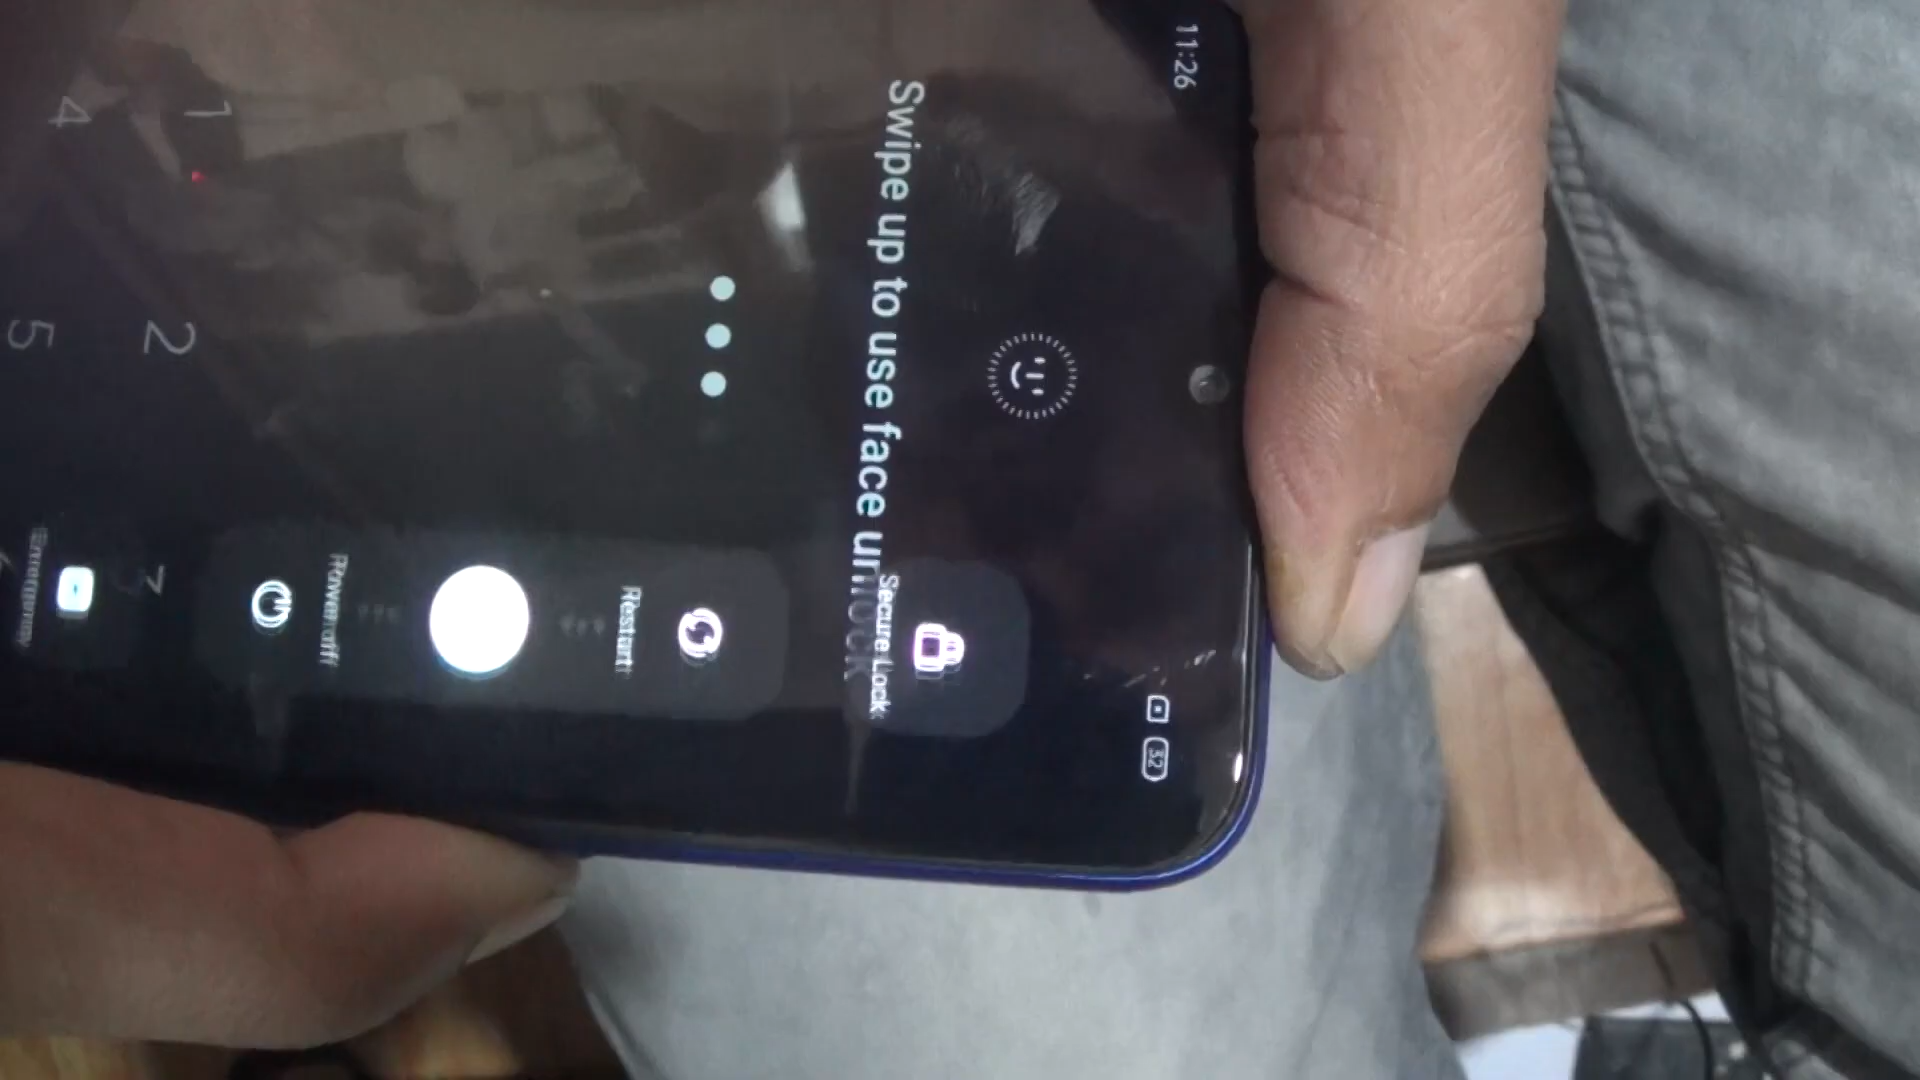 11:26
32
Swipe up to use face unlock
Secure Lock
Restart
Power off
Emergency
1
2
3
4
5